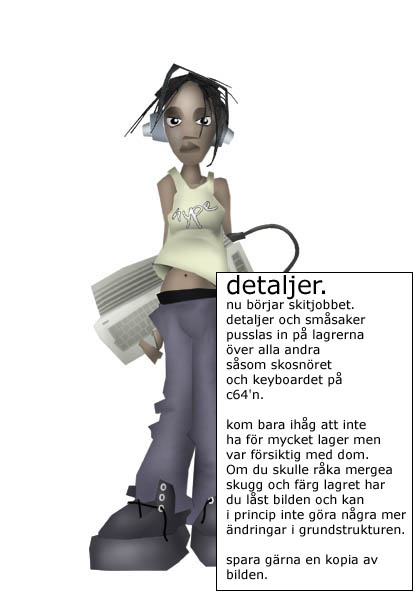 hype
detaljer.
nu börjar skitjobbet.
detaljer och småsaker
pusslas in på lagrerna
över alla andra
såsom skosnöret
och keyboardet på
c64'n.
kom bara ihåg att inte
ha för mycket lager men
var försiktig med dom.
Om du skulle råka mergea
skugg och färg lagret har
du låst bilden och kan
i princip inte göra några mer
ändringar i grundstrukturen.
spara gärna en kopia av
bilden.